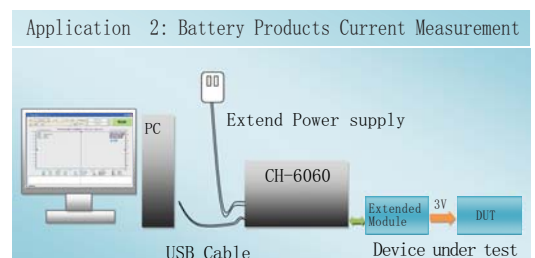 Application 2: Battery Products Current Measurement
PC
Extend Power supply
CH-6060
Extended
Module
3V
DUT
USB Cable
Device under test